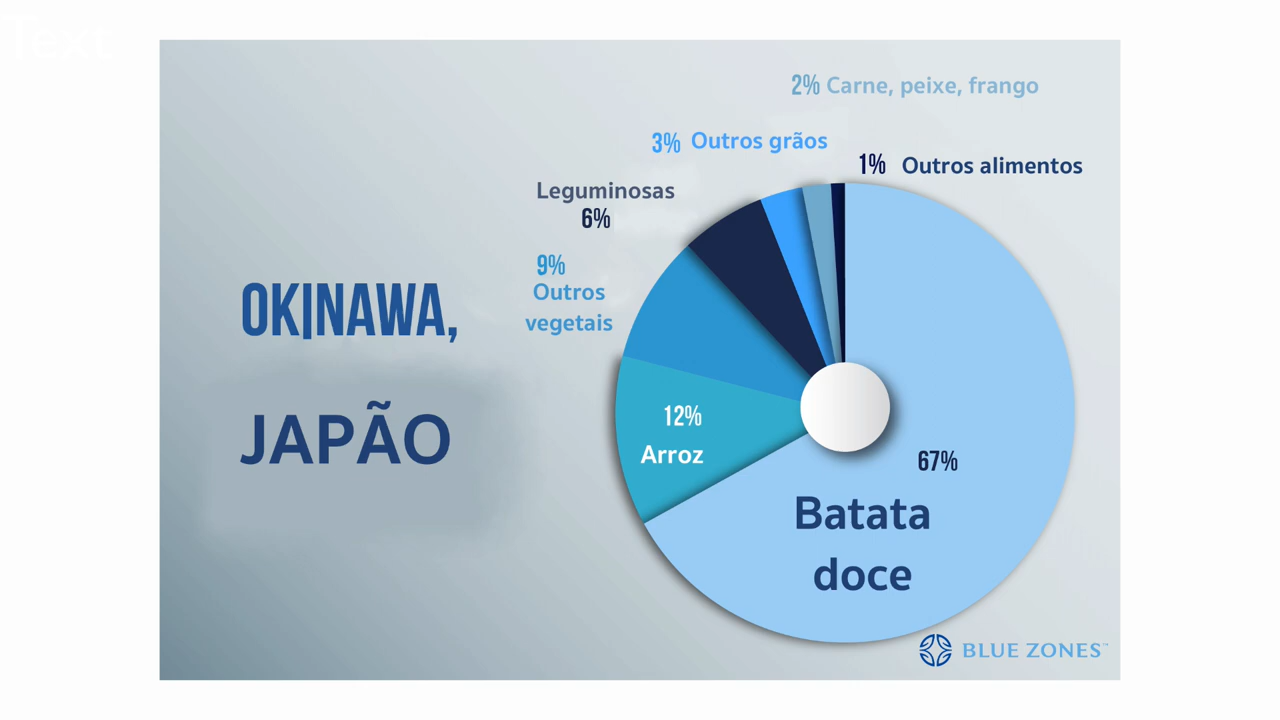 Text
2% Carne, peixe, frango
3% Outros grãos
1% Outros alimentos
Leguminosas
6%
9%
Outros
vegetais
OKINAWA,
JAPÃO
12%
Arroz
67%
Batata
doce
BLUE ZONES™